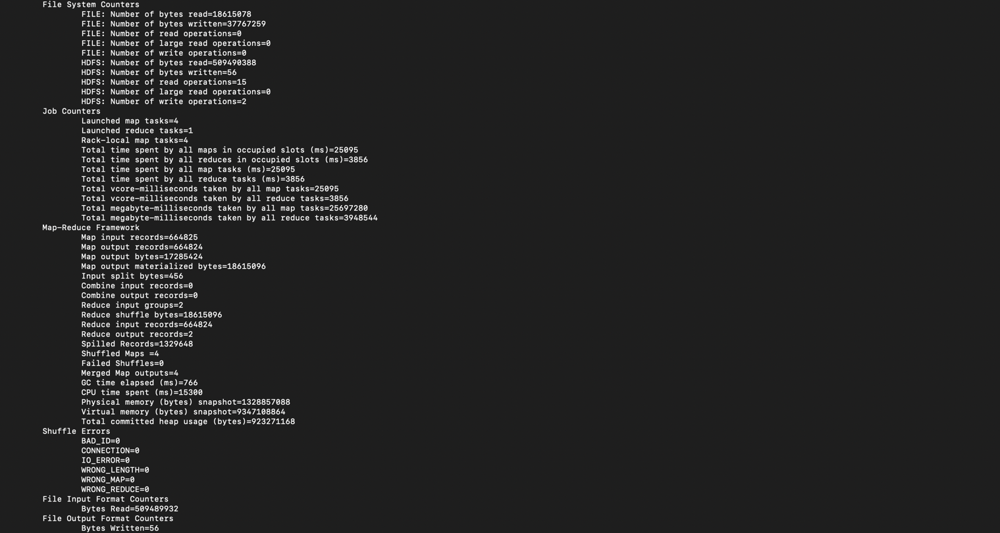 File System Counters
FILE: Number of bytes read=18615078
FILE: Number of bytes written=37767259
FILE: Number of read operations=0
FILE: Number of large read operations=0
FILE: Number of write operations=0
HDFS: Number of bytes read=509490388
HDFS: Number of bytes written=56
HDFS: Number of read operations=15
HDFS: Number of large read operations=0
HDFS: Number of write operations=2
Job Counters
Launched map tasks=4
Launched reduce tasks=1
Rack-local map tasks=4
Total time spent by all maps in occupied slots (ms)=25095
Total time spent by all reduces in occupied slots (ms)=3856
Total time spent by all map tasks (ms)=25095
Total time spent by all reduce tasks (ms)=3856
Total vcore-milliseconds taken by all map tasks=25095
Total vcore-milliseconds taken by all reduce tasks=3856
Total megabyte-milliseconds taken by all map tasks=25697280
Total megabyte-milliseconds taken by all reduce tasks=3948544
Map-Reduce Framework
Map input records=664825
Map output records=664824
Map output bytes=17285424
Map output materialized bytes=18615096
Input split bytes=456
Combine input records=0
Combine output records=0
Reduce input groups=2
Reduce shuffle bytes=18615096
Reduce input records=664824
Reduce output records=2
Spilled Records=1329648
Shuffled Maps =4
Failed Shuffles=0
Merged Map outputs=4
GC time elapsed (ms)=766
CPU time spent (ms)=15300
Physical memory (bytes) snapshot=1328857088
Virtual memory (bytes) snapshot=9347108864
Total committed heap usage (bytes)=923271168
Shuffle Errors
BAD_ID=0
CONNECTION=0
IO_ERROR=0
WRONG_LENGTH=0
WRONG_MAP=0
WRONG_REDUCE=0
File Input Format Counters
Bytes Read=509489932
File Output Format Counters
Bytes Written=56